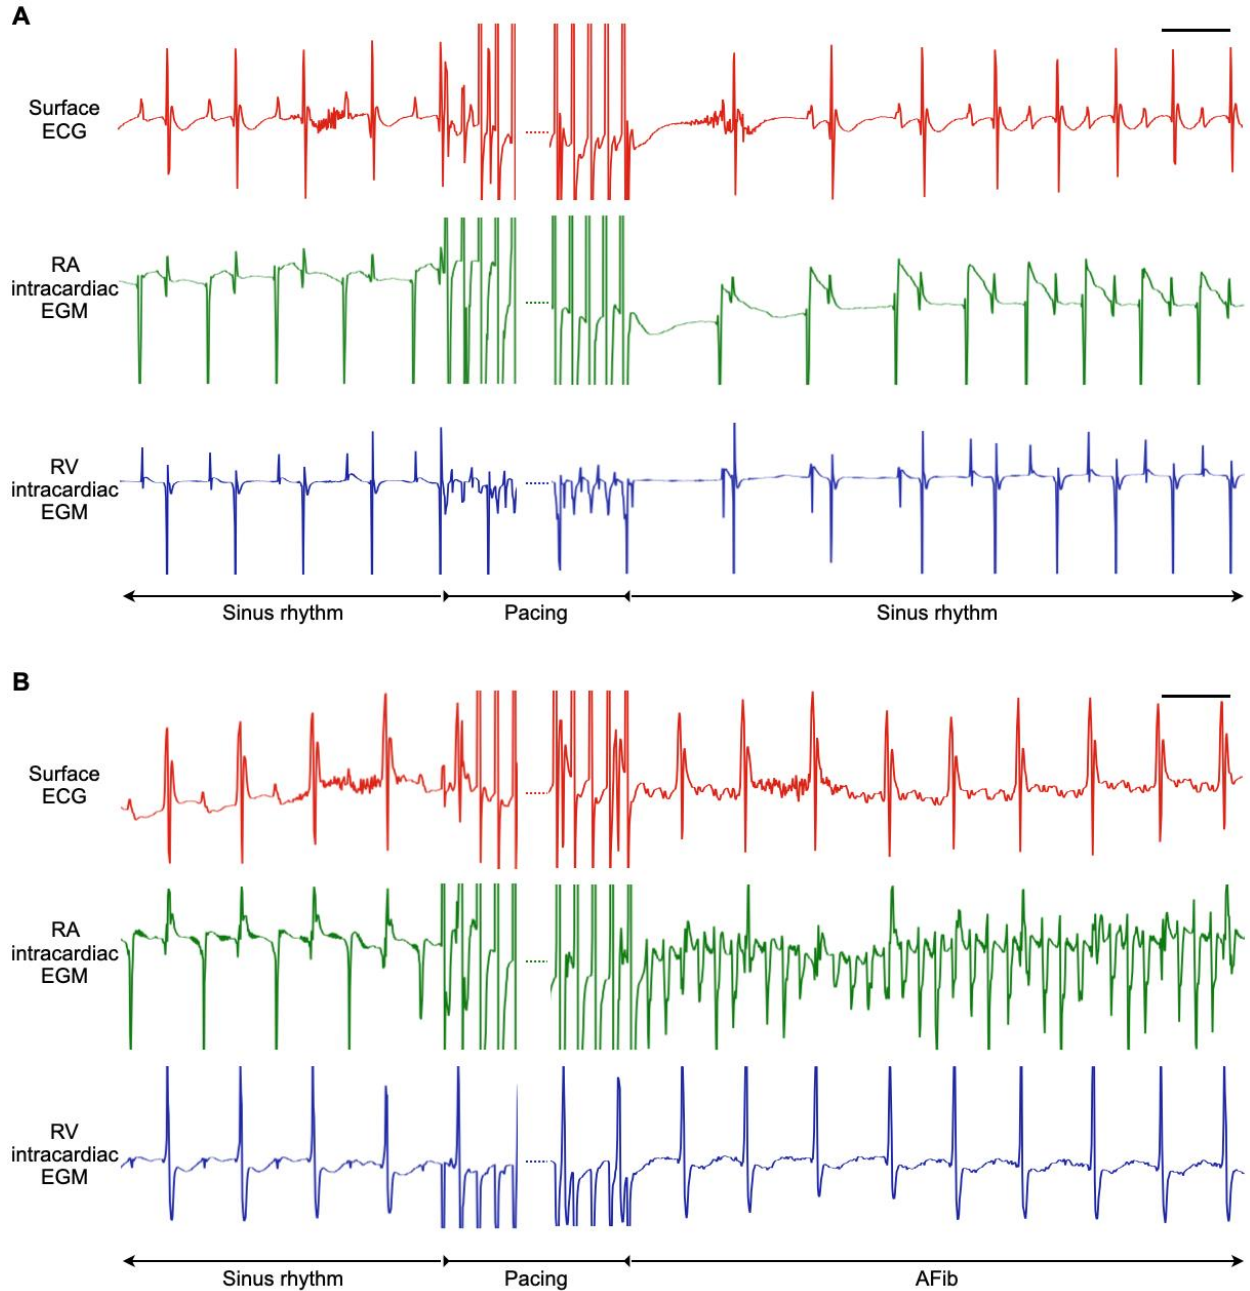 A
Surface
ECG
RA
intracardiac
EGM
RV
intracardiac
EGM
Sinus rhythm
Pacing
Sinus rhythm
B
Surface
ECG
RA
intracardiac
EGM
RV
intracardiac
EGM
Sinus rhythm
Pacing
AFib